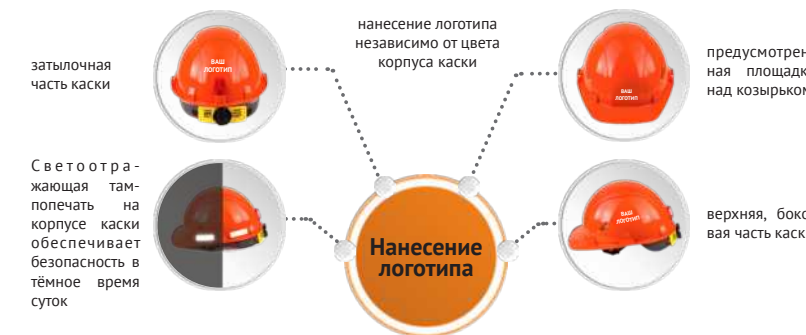 затылочная
часть каски
ВАШ
ЛОГОТИП
нанесение логотипа
независимо от цвета
корпуса каски
ВАШ
ЛОГОТИП
предусмотрен
ная площадк
над козырьком
Светоотра-
жающая там-
попечать на
корпусе каски
обеспечивает
безопасность в
тёмное время
суток
Нанесение
логотипа
ВАШ
ЛОГОТИП
верхняя, боко
вая часть каск